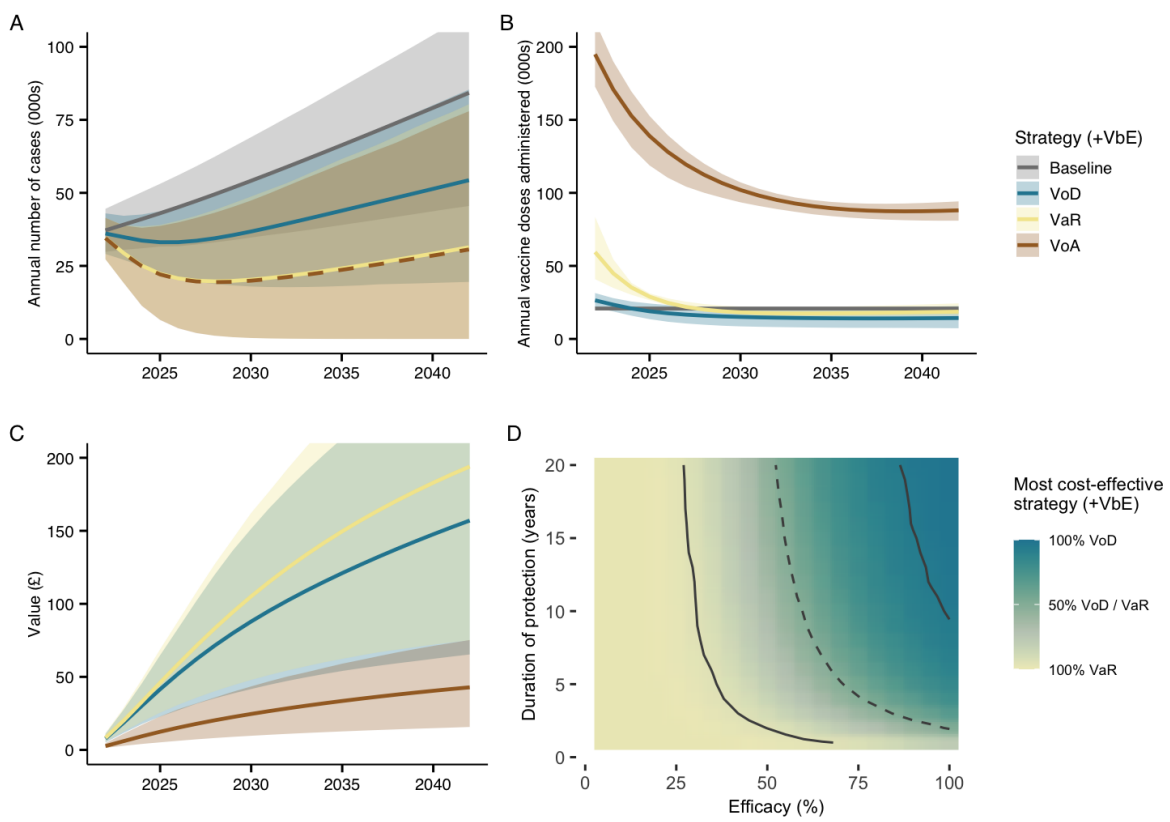 A
Annual number of cases (000s)
100
75
50
25
0
2025
2030
2035
2040
B
Annual vaccine doses administered (000s)
200
150
100
50
0
2025
2030
2035
2040
Strategy (+VbE)
Baseline
VoD
VaR
VoA
C
Value (£)
200
150
100
50
0
2025
2030
2035
2040
D
Duration of protection (years)
20
15
10
5
0
0
25
50
75
100
Efficacy (%)
Most cost-effective
strategy (+VbE)
100% VoD
50% VoD / VaR
100% VaR